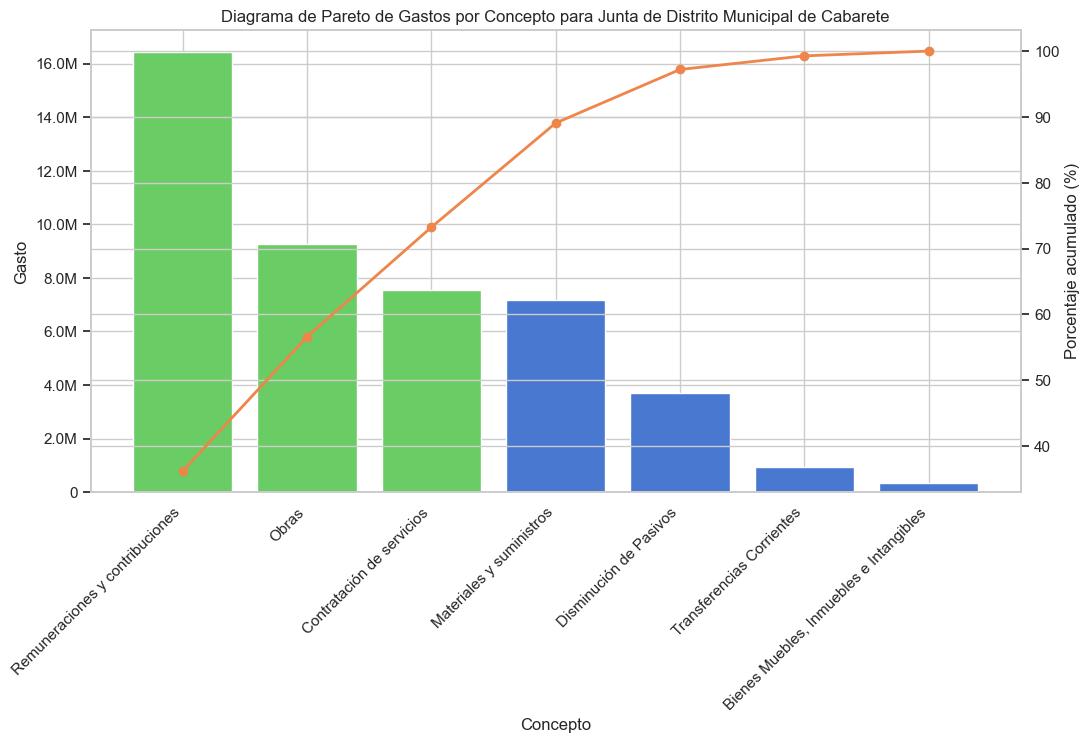 Diagrama de Pareto de Gastos por Concepto para Junta de Distrito Municipal de Cabarete
Gasto
16.0M
14.0M
12.0M
10.0M
8.0M
6.0M
4.0M
2.0M
0
100
90
80
70
60
50
40
Porcentaje acumulado (%)
Remuneraciones y contribuciones
Obras
Contratación de servicios
Materiales y suministros
Disminución de Pasivos
Transferencias Corrientes
Bienes Muebles, Inmuebles e Intangibles
Concepto